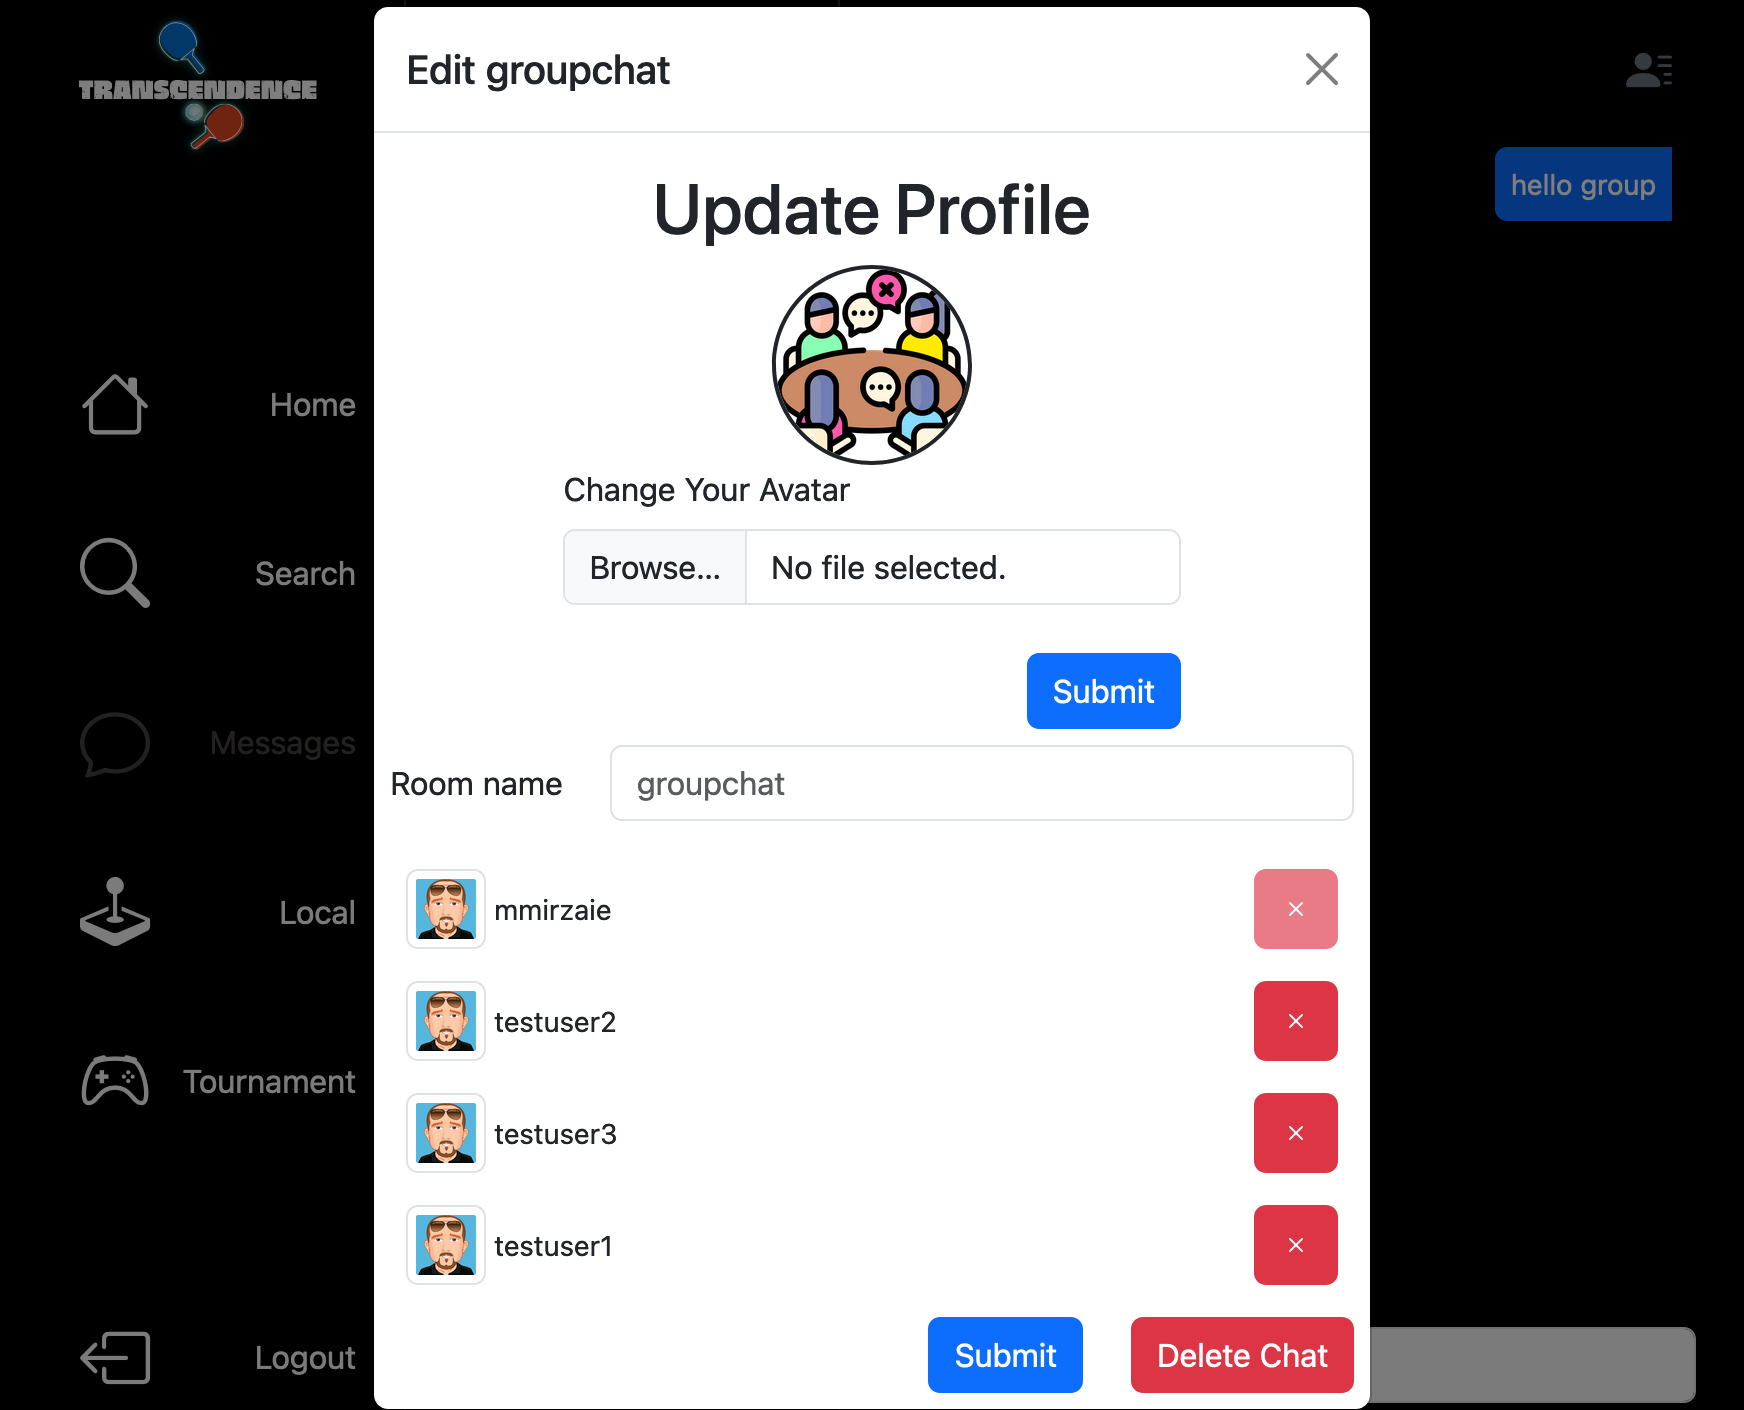 TRANSCENDENCE
Home
Search
Messages
Local
Tournament
Logout
Edit groupchat
Update Profile
Change Your Avatar
Browse... No file selected.
Submit
Room name groupchat
mmirzaie
testuser2
testuser3
testuser1
Submit Delete Chat
hello group